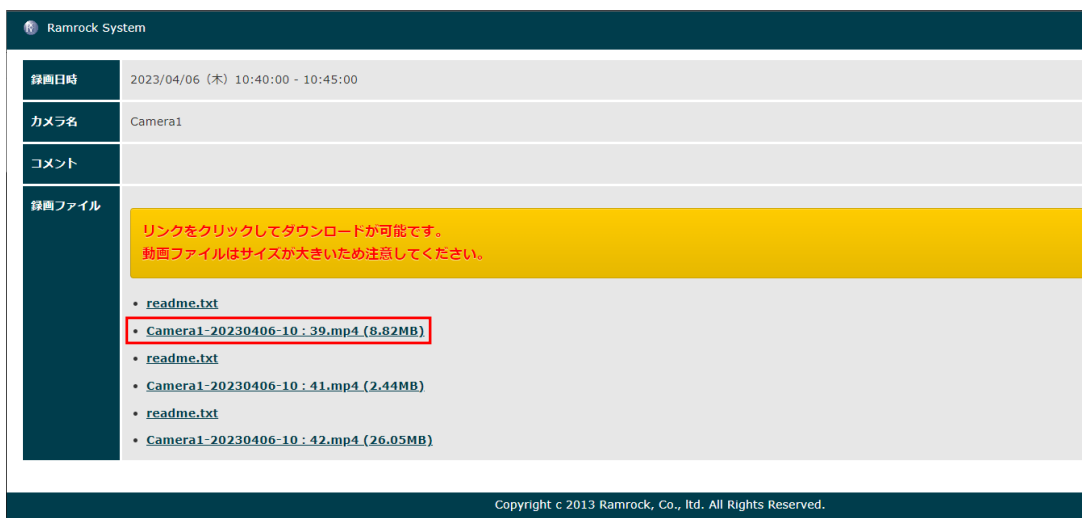 Ramrock System
録画日時 2023/04/06（木）10:40:00 - 10:45:00
カメラ名 Camera1
コメント
録画ファイル
リンクをクリックしてダウンロードが可能です。
動画ファイルはサイズが大きいため注意してください。
• readme.txt
• Camera1-20230406-10：39.mp4 (8.82MB)
• readme.txt
• Camera1-20230406-10：41.mp4 (2.44MB)
• readme.txt
• Camera1-20230406-10：42.mp4 (26.05MB)
Copyright c 2013 Ramrock, Co., ltd. All Rights Reserved.